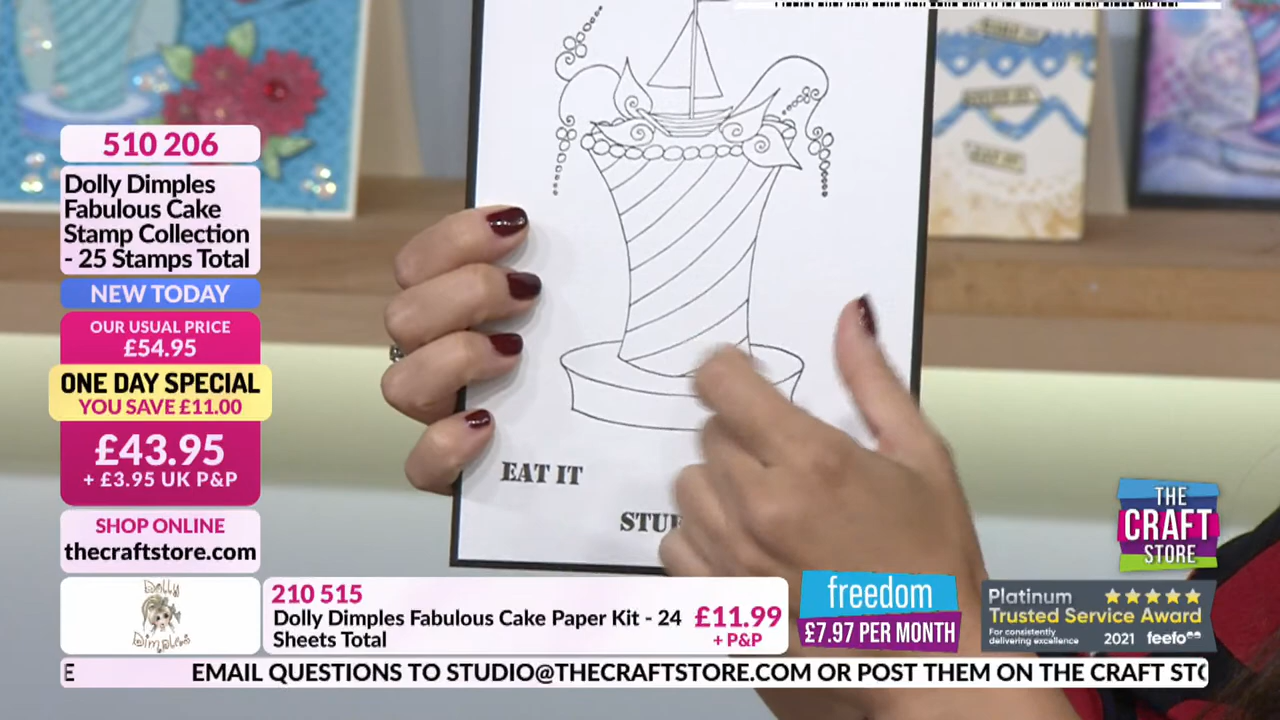 510 206
Dolly Dimples
Fabulous Cake
Stamp Collection
- 25 Stamps Total
NEW TODAY
OUR USUAL PRICE
£54.95
ONE DAY SPECIAL
YOU SAVE £11.00
£43.95
+ £3.95 UK P&P
SHOP ONLINE
thecraftstore.com
EAT IT
THE
CRAFT
STORE
Dolly
Dimples
210 515
Dolly Dimples Fabulous Cake Paper Kit - 24
Sheets Total
£11.99
+ P&P
freedom
£7.97 PER MONTH
Platinum
Trusted Service Award
For consistently
delivering excellence
2021 feefo
E EMAIL QUESTIONS TO STUDIO@THECRAFTSTORE.COM OR POST THEM ON THE CRAFT